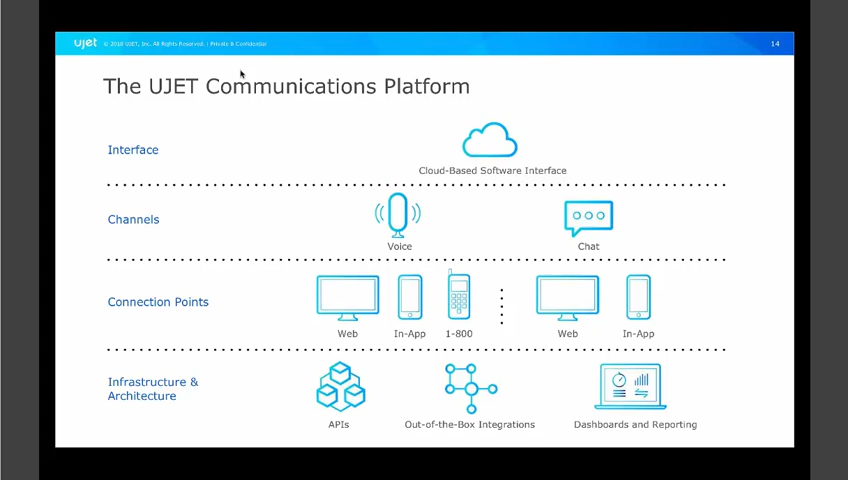 ujet © 2019 UJET, Inc. All Rights Reserved. | Private & Confidential 14
The UJET Communications Platform
Interface
Cloud-Based Software Interface
Channels
Voice Chat
Connection Points
Web In-App 1-800 Web In-App
Infrastructure &
Architecture
APIs Out-of-the-Box Integrations Dashboards and Reporting